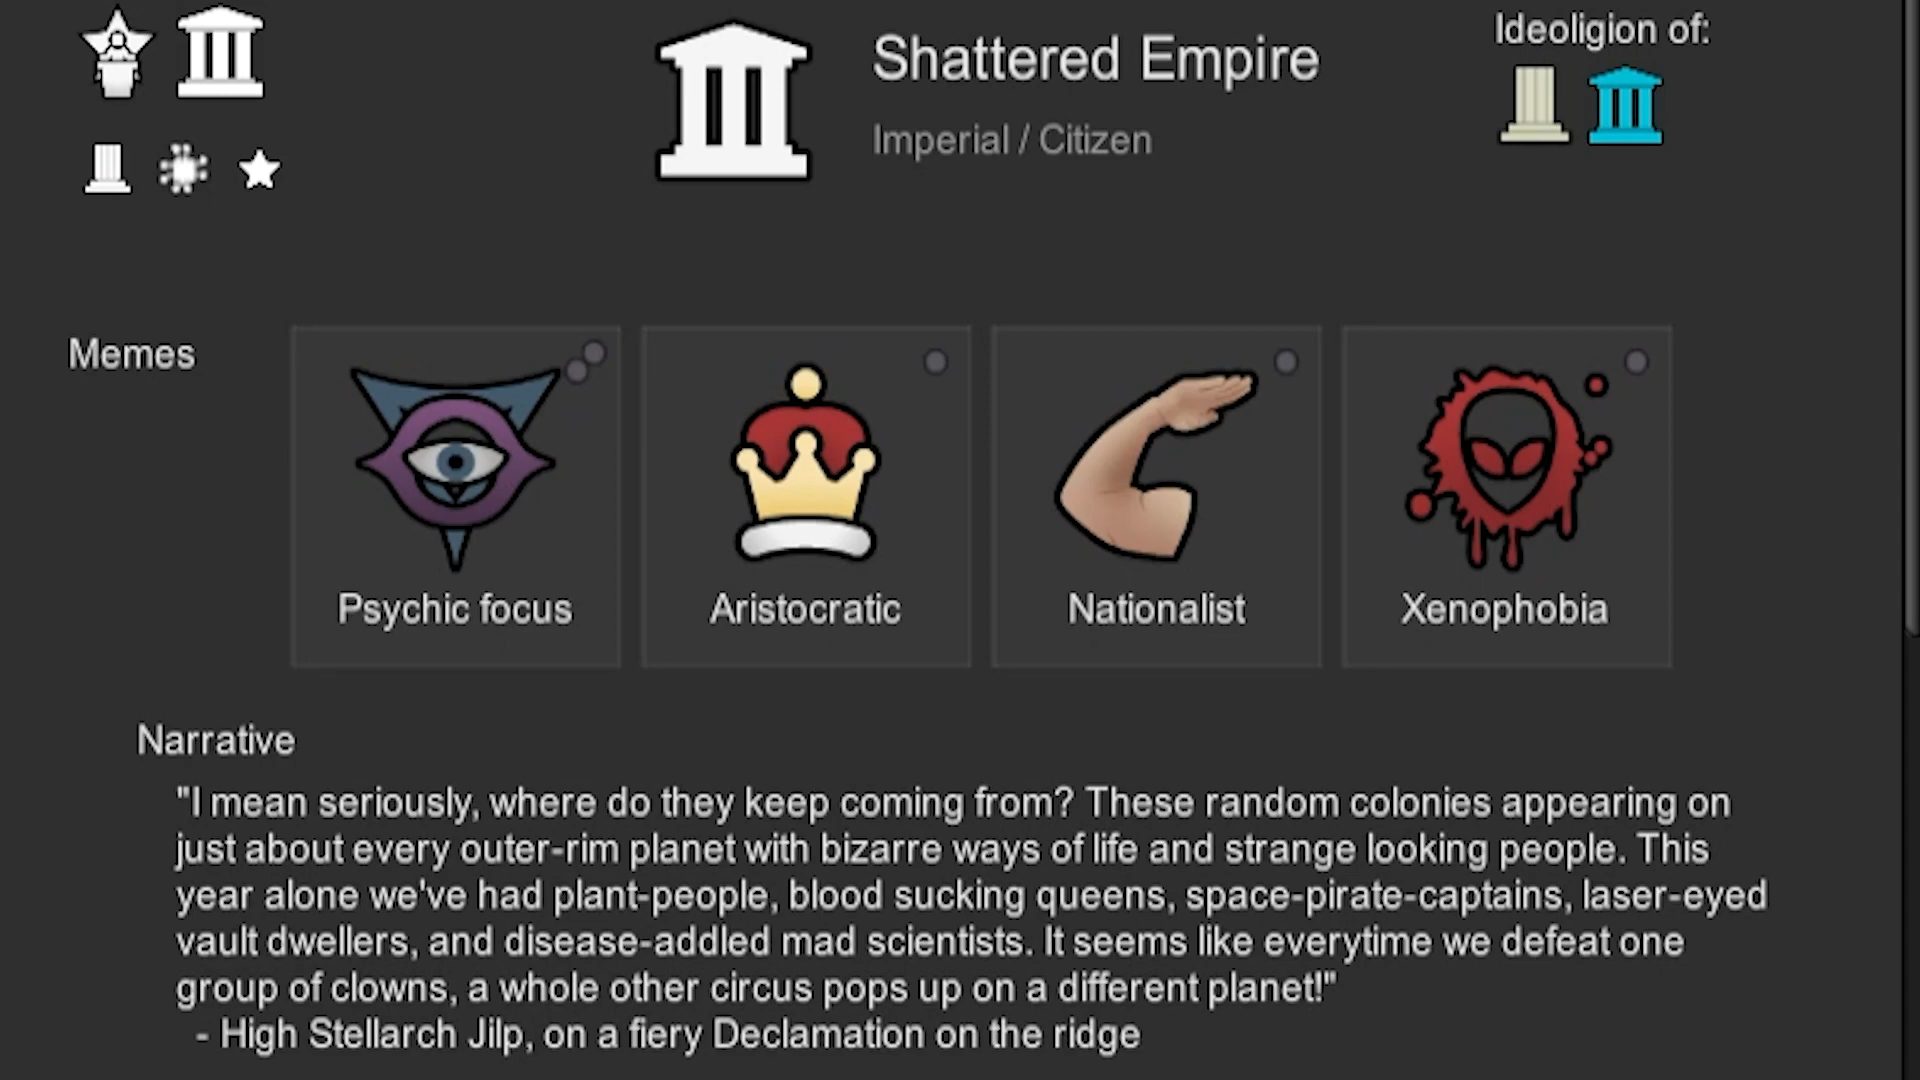 Shattered Empire
Imperial / Citizen
Ideoligion of:
Memes
Psychic focus
Aristocratic
Nationalist
Xenophobia
Narrative
"I mean seriously, where do they keep coming from? These random colonies appearing on
just about every outer-rim planet with bizarre ways of life and strange looking people. This
year alone we've had plant-people, blood sucking queens, space-pirate-captains, laser-eyed
vault dwellers, and disease-addled mad scientists. It seems like everytime we defeat one
group of clowns, a whole other circus pops up on a different planet!"
- High Stellarch Jilp, on a fiery Declamation on the ridge